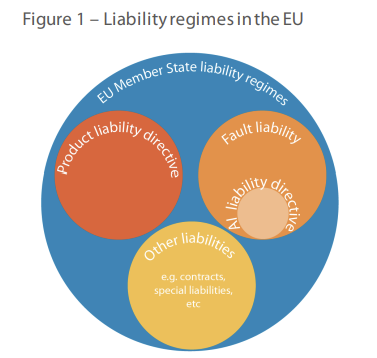 Figure 1 – Liability regimes in the EU
EU Member State liability regimes
Product liability directive
Fault liability
AI liability directive
Other liabilities
e.g. contracts,
special liabilities,
etc